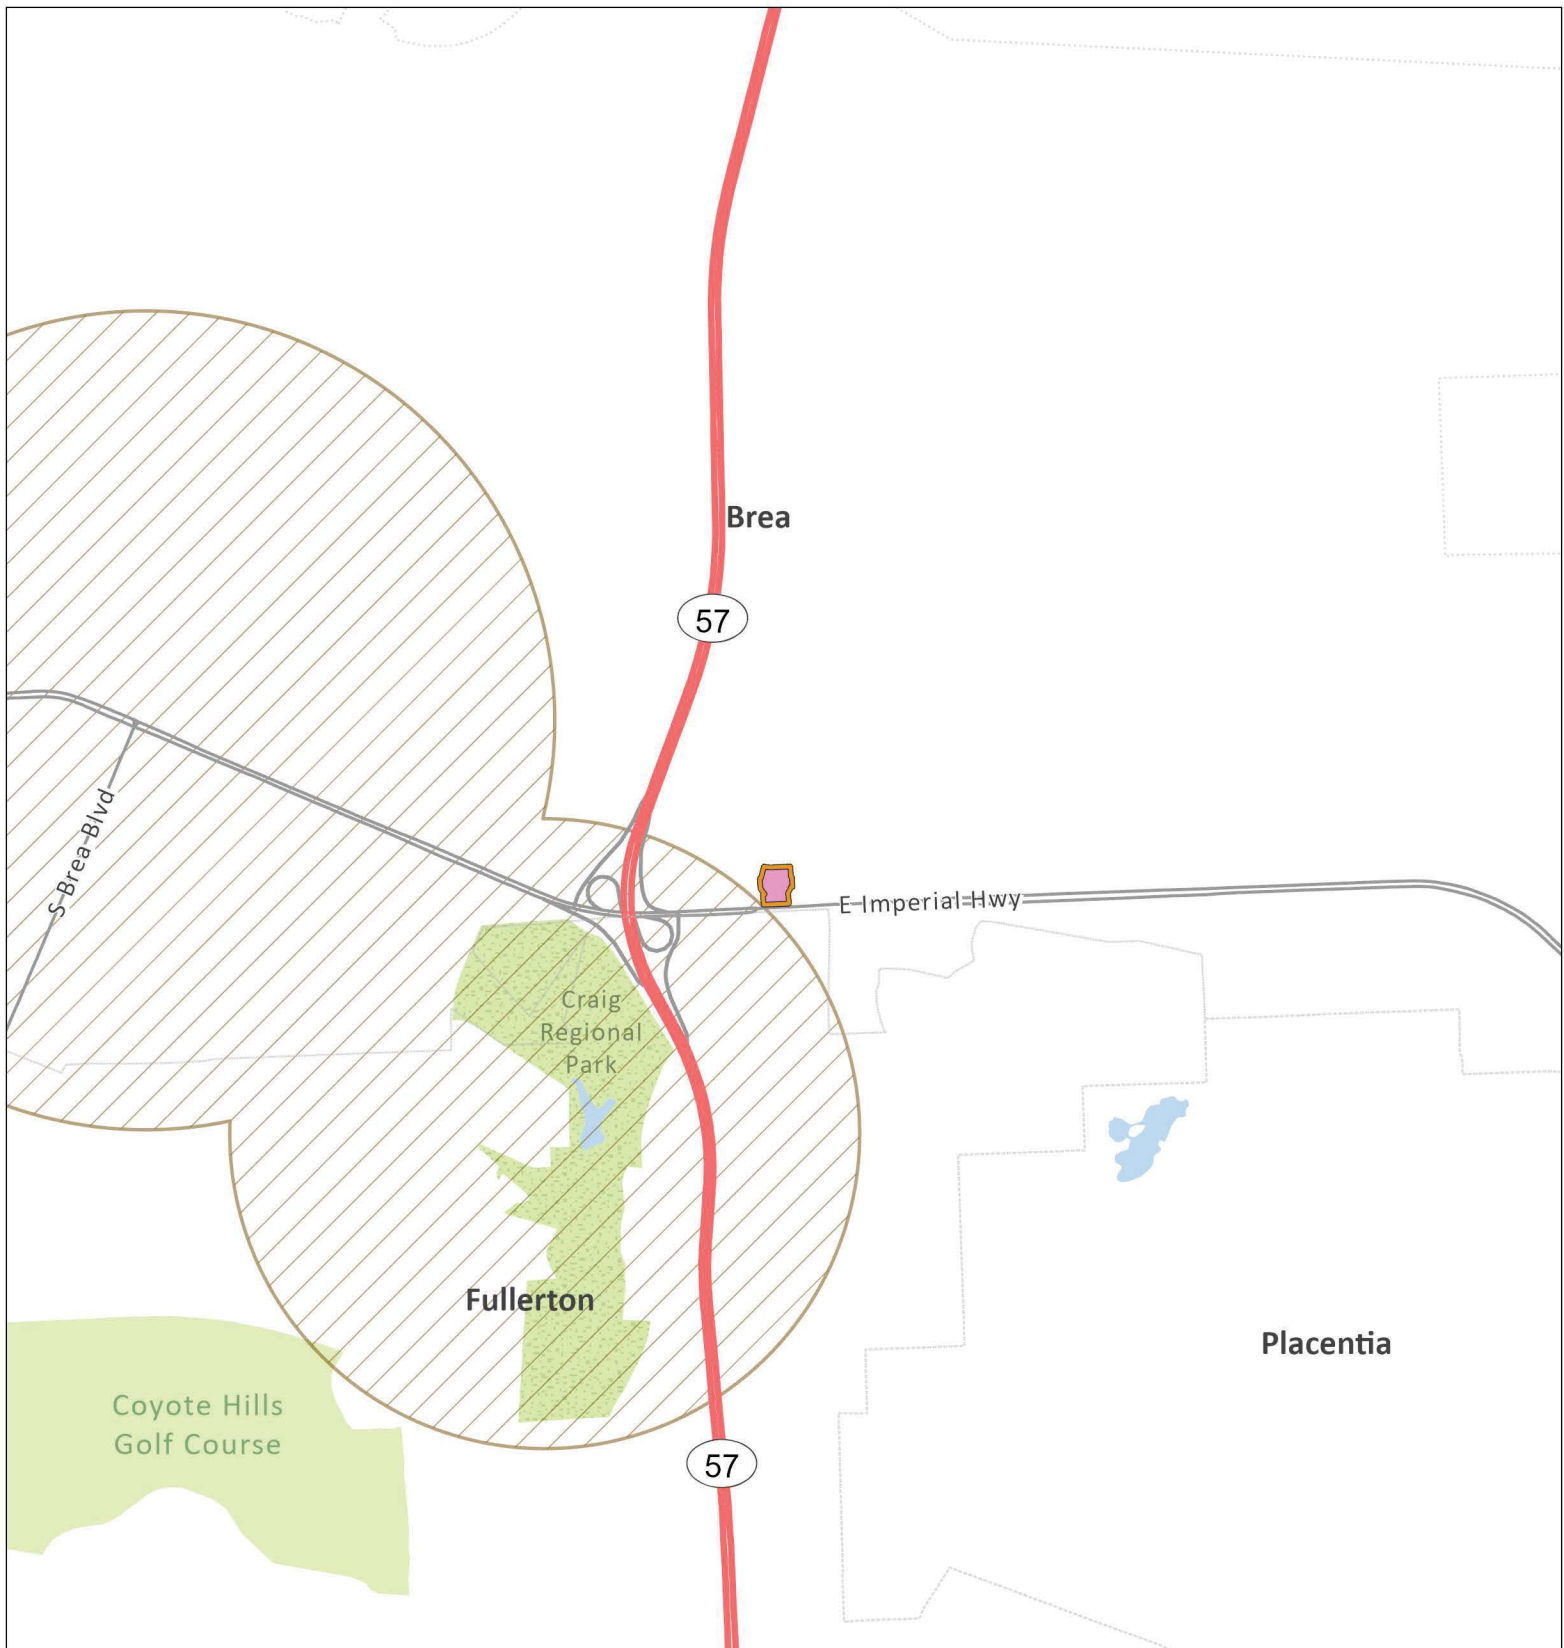 Brea
57
S Brea Blvd
E Imperial Hwy
Craig
Regional
Park
Fullerton
Placentia
Coyote Hills
Golf Course
57